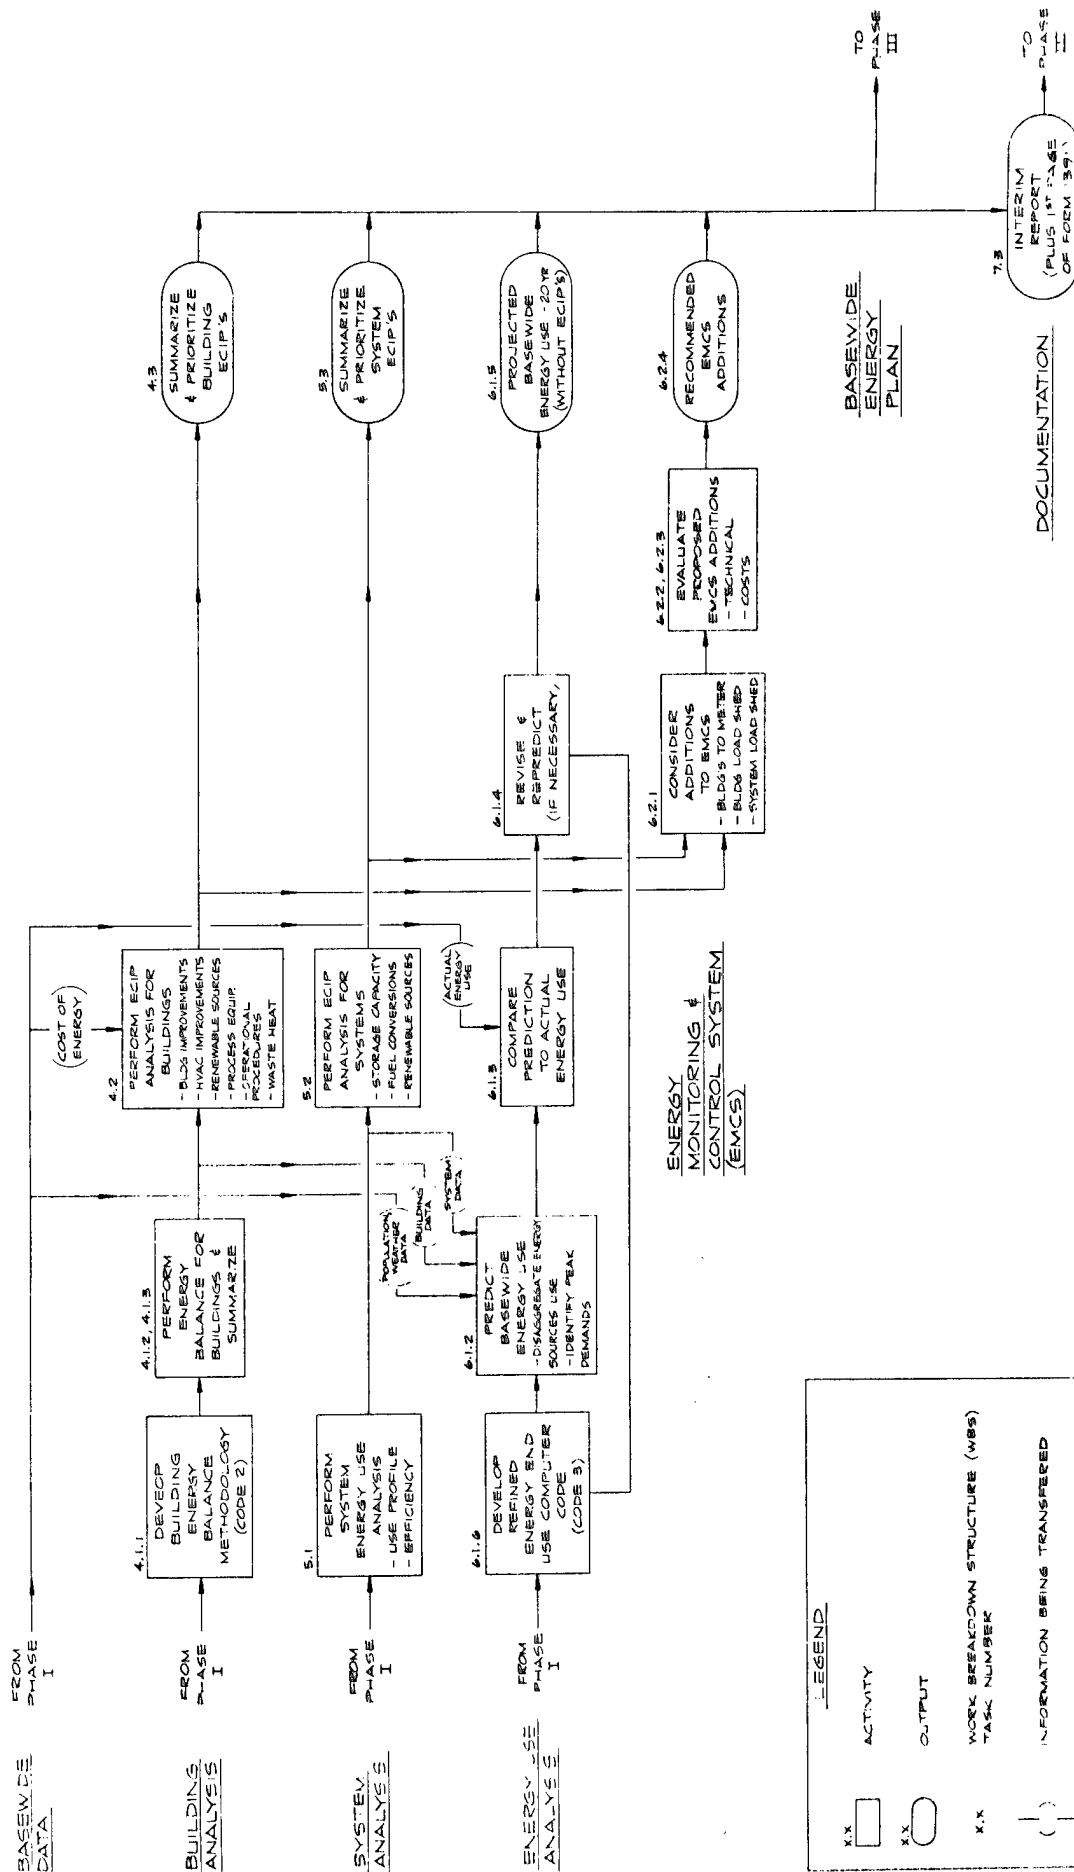 BASEWIDE
DATA
FROM
PHASE
I
(COST OF
ENERGY)
BUILDING
ANALYSIS
FROM
PHASE
I
4.1.1
DEVEOP
BUILDING
ENERGY
BALANCE
METHODOLOGY
(CODE 2)
4.1.2, 4.1.3
PERFORM
ENERGY
BALANCE FOR
BUILDINGS &
SUMMARIZE
4.2
PERFORM ECIP
ANALYSIS FOR
BUILDINGS
- BLDG IMPROVEMENTS
- HVAC IMPROVEMENTS
- RENEWABLE SOURCES
- PROCESS EQUIP.
- OPERATIONAL
PROCEDURES
- WASTE HEAT
4.3
SUMMARIZE
& PRIORITIZE
BUILDING
ECIP'S
SYSTEM
ANALYSIS
FROM
PHASE
I
5.1
PERFORM
SYSTEM
ENERGY USE
ANALYSIS
- USE PROFILE
- EFFICIENCY
5.2
PERFORM ECIP
ANALYSIS FOR
SYSTEMS
- STORAGE CAPACITY
- FUEL CONVERSIONS
- RENEWABLE SOURCES
5.3
SUMMARIZE
& PRIORITIZE
SYSTEM
ECIP'S
(POPULATION,
WEATHER
DATA)
(BUILDING
DATA)
(SYSTEM
DATA)
(ACTUAL
ENERGY
USE)
ENERGY USE
ANALYSIS
FROM
PHASE
I
6.1.6
DEVELOP
REFINED
ENERGY END
USE COMPUTER
CODE
(CODE 3)
6.1.2
PREDICT
BASEWIDE
ENERGY USE
- DISAGGREGATE ENERGY
SOURCES USE
- IDENTIFY PEAK
DEMANDS
6.1.3
COMPARE
PREDICTION
TO ACTUAL
ENERGY USE
6.1.4
REVISE &
REPREDICT
(IF NECESSARY)
6.1.5
PROJECTED
BASEWIDE
ENERGY USE - 20 YR
(WITHOUT ECIP'S)
ENERGY
MONITORING &
CONTROL SYSTEM
(EMCS)
6.2.1
CONSIDER
ADDITIONS
TO EMCS
- BLDG'S TO METER
- BLDG LOAD SHED
- SYSTEM LOAD SHED
6.2.2, 6.2.3
EVALUATE
PROPOSED
EMCS ADDITIONS
- TECHNICAL
- COSTS
6.2.4
RECOMMENDED
EMCS
ADDITIONS
BASEWIDE
ENERGY
PLAN
TO
PHASE
III
DOCUMENTATION
7.3
INTERIM
REPORT
(PLUS 1ST PAGE
OF FORM 1391)
TO
PHASE
LEGEND
X.X
ACTIVITY
X.X
OUTPUT
X.X
WORK BREAKDOWN STRUCTURE (WBS)
TASK NUMBER
INFORMATION BEING TRANSFERED